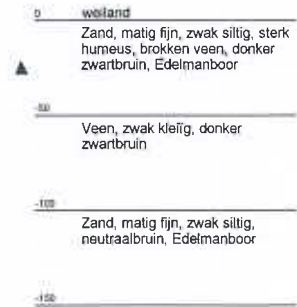 0 weiland
Zand, matig fijn, zwak siltig, sterk
humeus, brokken veen, donker
zwartbruin, Edelmanboor
-50
Veen, zwak kleiïg, donker
zwartbruin
-100
Zand, matig fijn, zwak siltig,
neutraalbruin, Edelmanboor
-150